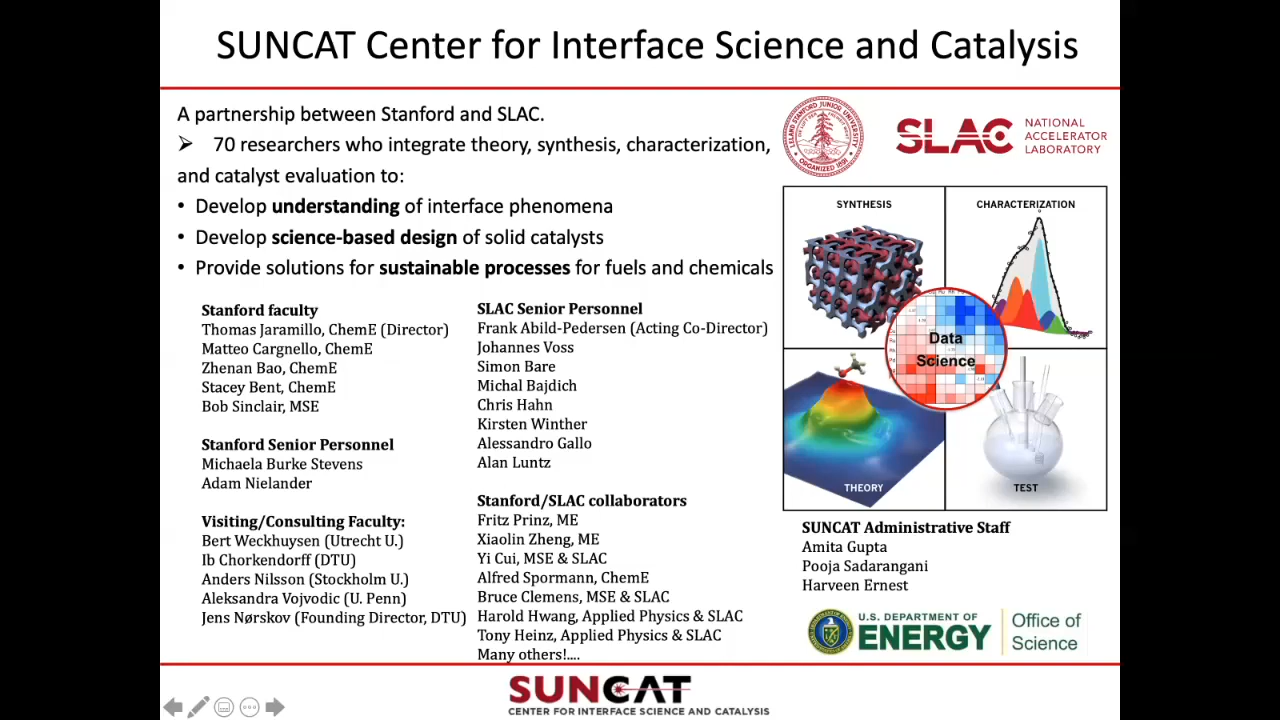 SUNCAT Center for Interface Science and Catalysis
A partnership between Stanford and SLAC.
➢ 70 researchers who integrate theory, synthesis, characterization,
and catalyst evaluation to:
• Develop understanding of interface phenomena
• Develop science-based design of solid catalysts
• Provide solutions for sustainable processes for fuels and chemicals
Stanford faculty
Thomas Jaramillo, ChemE (Director)
Matteo Cargnello, ChemE
Zhenan Bao, ChemE
Stacey Bent, ChemE
Bob Sinclair, MSE
Stanford Senior Personnel
Michaela Burke Stevens
Adam Nielander
Visiting/Consulting Faculty:
Bert Weckhuysen (Utrecht U.)
Ib Chorkendorff (DTU)
Anders Nilsson (Stockholm U.)
Aleksandra Vojvodic (U. Penn)
Jens Nørskov (Founding Director, DTU)
SLAC Senior Personnel
Frank Abild-Pedersen (Acting Co-Director)
Johannes Voss
Simon Bare
Michal Bajdich
Chris Hahn
Kirsten Winther
Alessandro Gallo
Alan Luntz
Stanford/SLAC collaborators
Fritz Prinz, ME
Xiaolin Zheng, ME
Yi Cui, MSE & SLAC
Alfred Spormann, ChemE
Bruce Clemens, MSE & SLAC
Harold Hwang, Applied Physics & SLAC
Tony Heinz, Applied Physics & SLAC
Many others!....
LELAND STANFORD JUNIOR UNIVERSITY
ORGANIZED 1891
SLAC
NATIONAL
ACCELERATOR
LABORATORY
SYNTHESIS
CHARACTERIZATION
Data
Science
THEORY
TEST
SUNCAT Administrative Staff
Amita Gupta
Pooja Sadarangani
Harveen Ernest
U.S. DEPARTMENT OF
ENERGY
Office of
Science
SUNCAT
CENTER FOR INTERFACE SCIENCE AND CATALYSIS